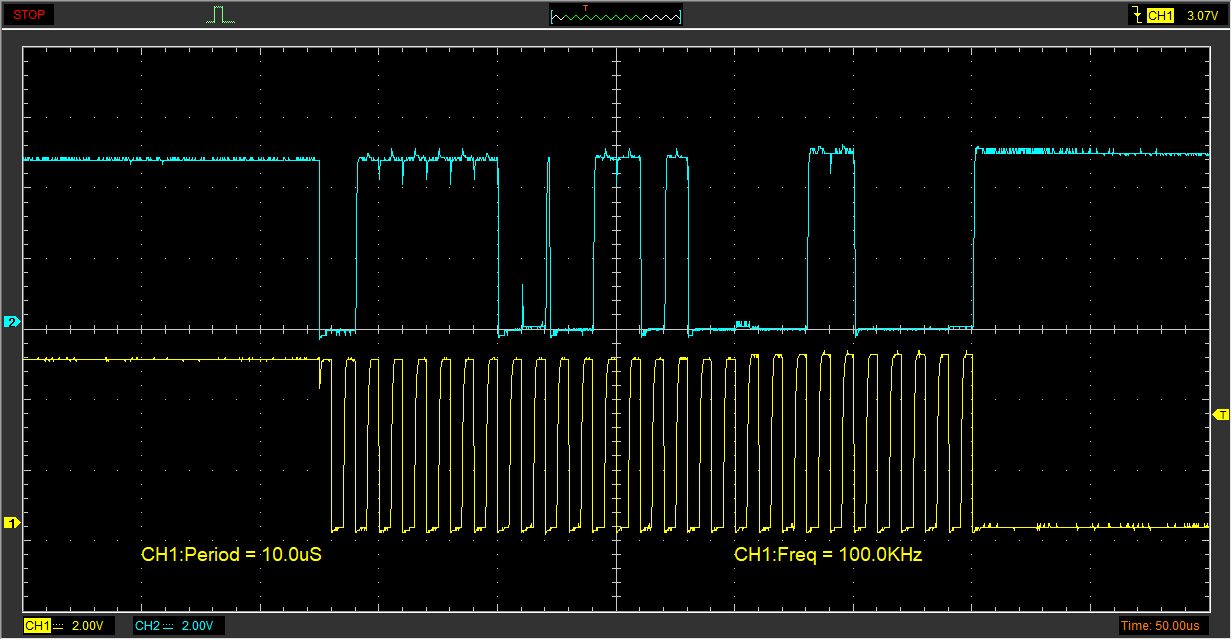 STOP
T
CH1 3.07V
2
T
1
CH1:Period = 10.0uS CH1:Freq = 100.0KHz
CH1 2.00V CH2 2.00V Time: 50.00us